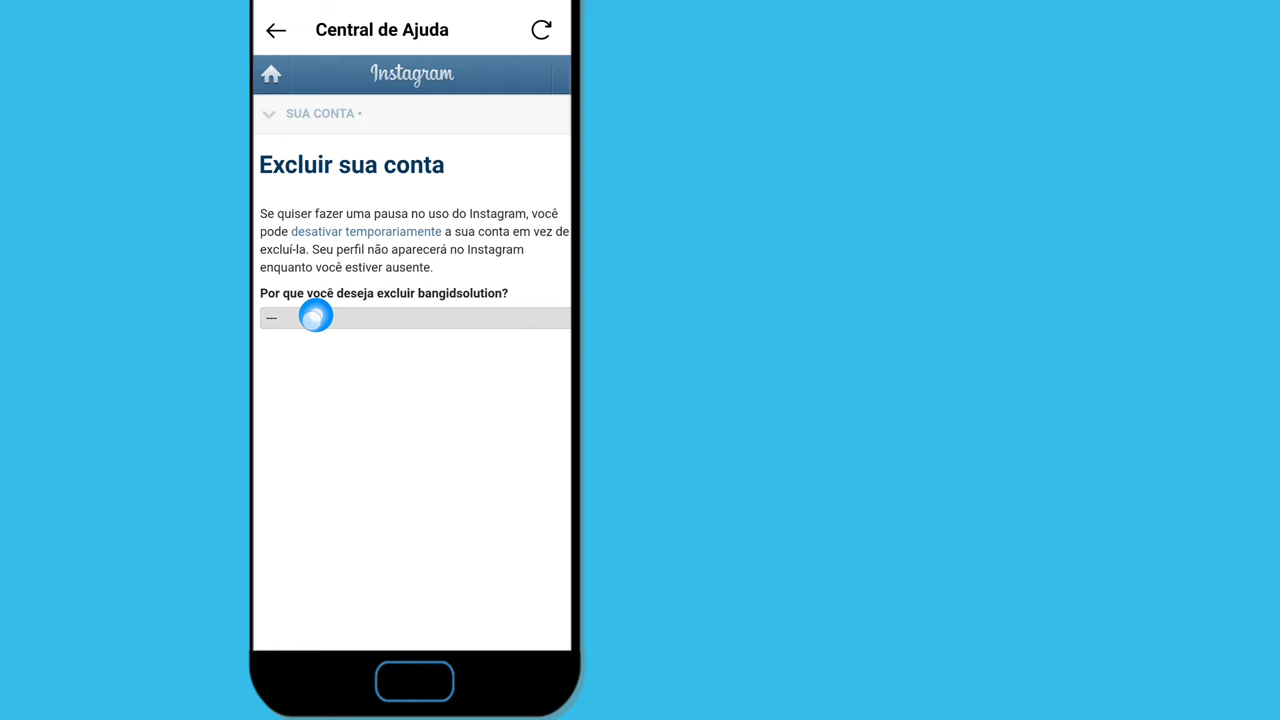 Central de Ajuda
Instagram
SUA CONTA •
Excluir sua conta
Se quiser fazer uma pausa no uso do Instagram, você
pode desativar temporariamente a sua conta em vez de
excluí-la. Seu perfil não aparecerá no Instagram
enquanto você estiver ausente.
Por que você deseja excluir bangidsolution?
---